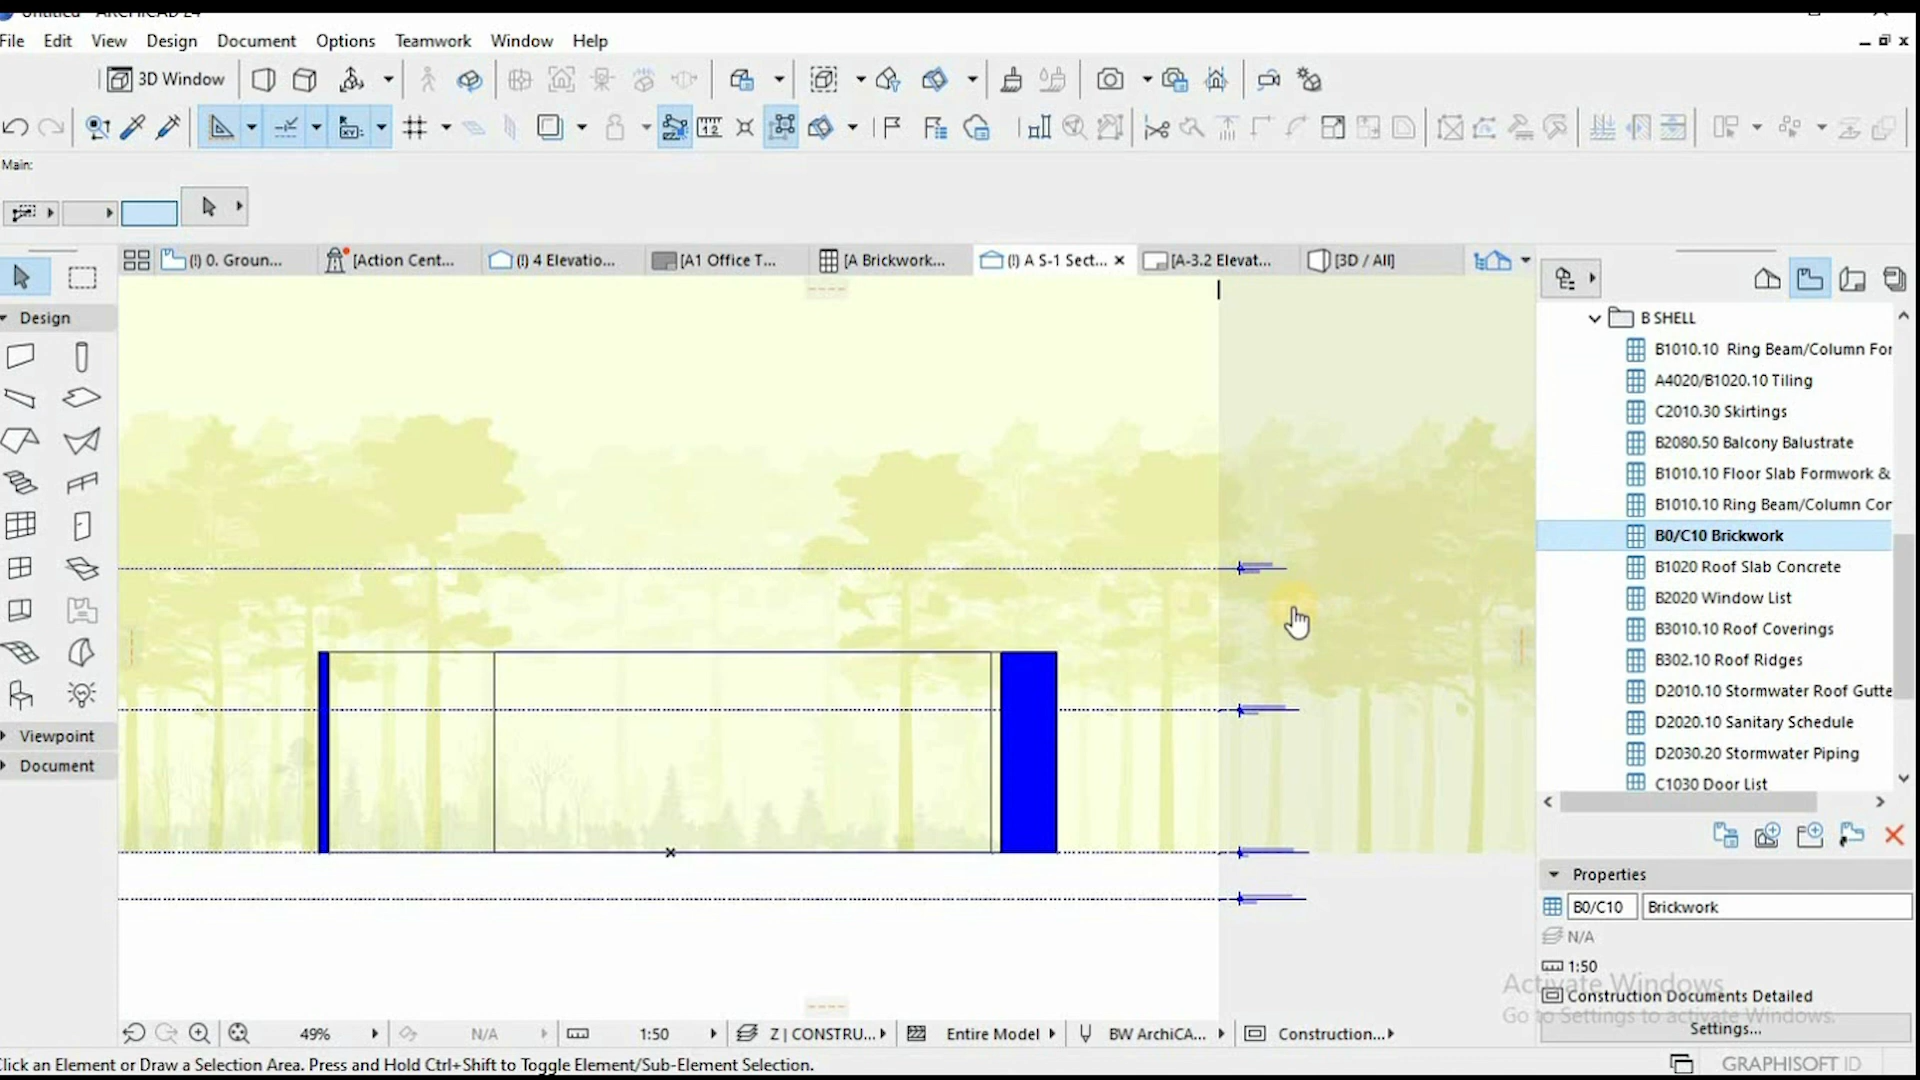 Untitled - ARCHICAD 24
File Edit View Design Document Options Teamwork Window Help
3D Window
Main:
(!) 0. Groun...
[Action Cent...
(!) 4 Elevatio...
[A1 Office T...
[A Brickwork...
(!) A S-1 Sect...
[A-3.2 Elevat...
[3D / All]
Design
Viewpoint
Document
B SHELL
B1010.10 Ring Beam/Column For
A4020/B1020.10 Tiling
C2010.30 Skirtings
B2080.50 Balcony Balustrate
B1010.10 Floor Slab Formwork &
B1010.10 Ring Beam/Column Con
B0/C10 Brickwork
B1020 Roof Slab Concrete
B2020 Window List
B3010.10 Roof Coverings
B302.10 Roof Ridges
D2010.10 Stormwater Roof Gutte
D2020.10 Sanitary Schedule
D2030.20 Stormwater Piping
C1030 Door List
Properties
B0/C10 Brickwork
N/A
1:50
Construction Documents Detailed
Settings...
Activate Windows
Go to Settings to activate Windows.
49% N/A 1:50 Z | CONSTRU... Entire Model BW ArchiCA... Construction...
Click an Element or Draw a Selection Area. Press and Hold Ctrl+Shift to Toggle Element/Sub-Element Selection.
GRAPHISOFT ID